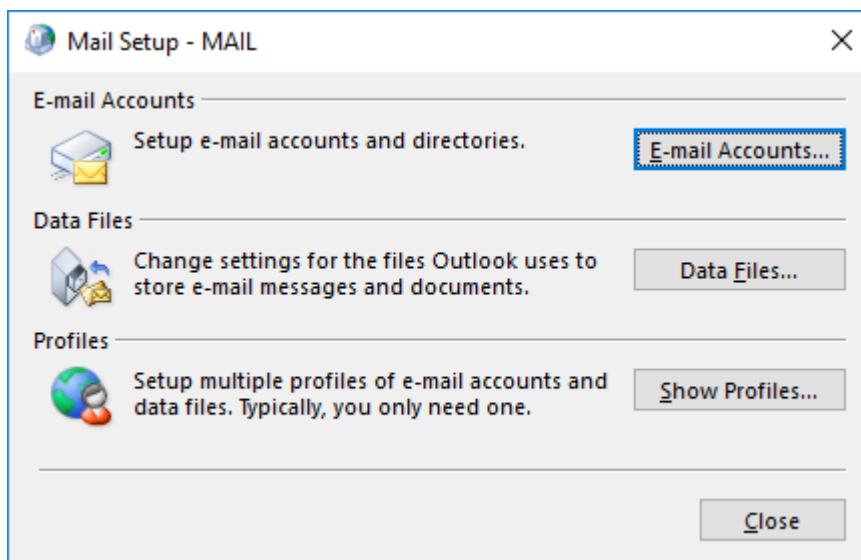 Mail Setup - MAIL
E-mail Accounts
Setup e-mail accounts and directories.
E-mail Accounts...
Data Files
Change settings for the files Outlook uses to
store e-mail messages and documents.
Data Files...
Profiles
Setup multiple profiles of e-mail accounts and
data files. Typically, you only need one.
Show Profiles...
Close